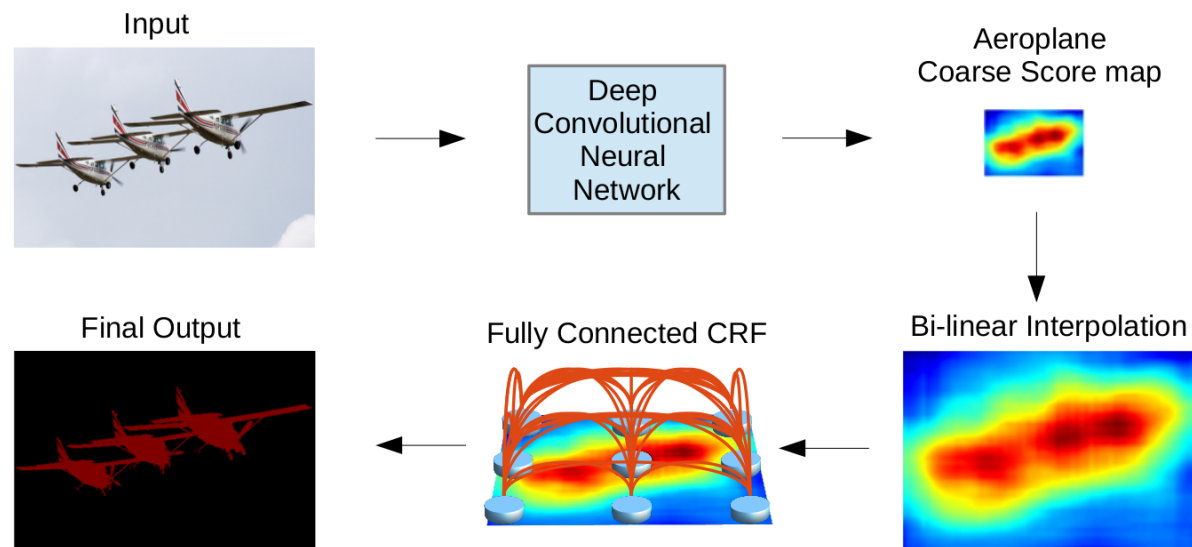 Input
Deep
Convolutional
Neural
Network
Aeroplane
Coarse Score map
Bi-linear Interpolation
Fully Connected CRF
Final Output